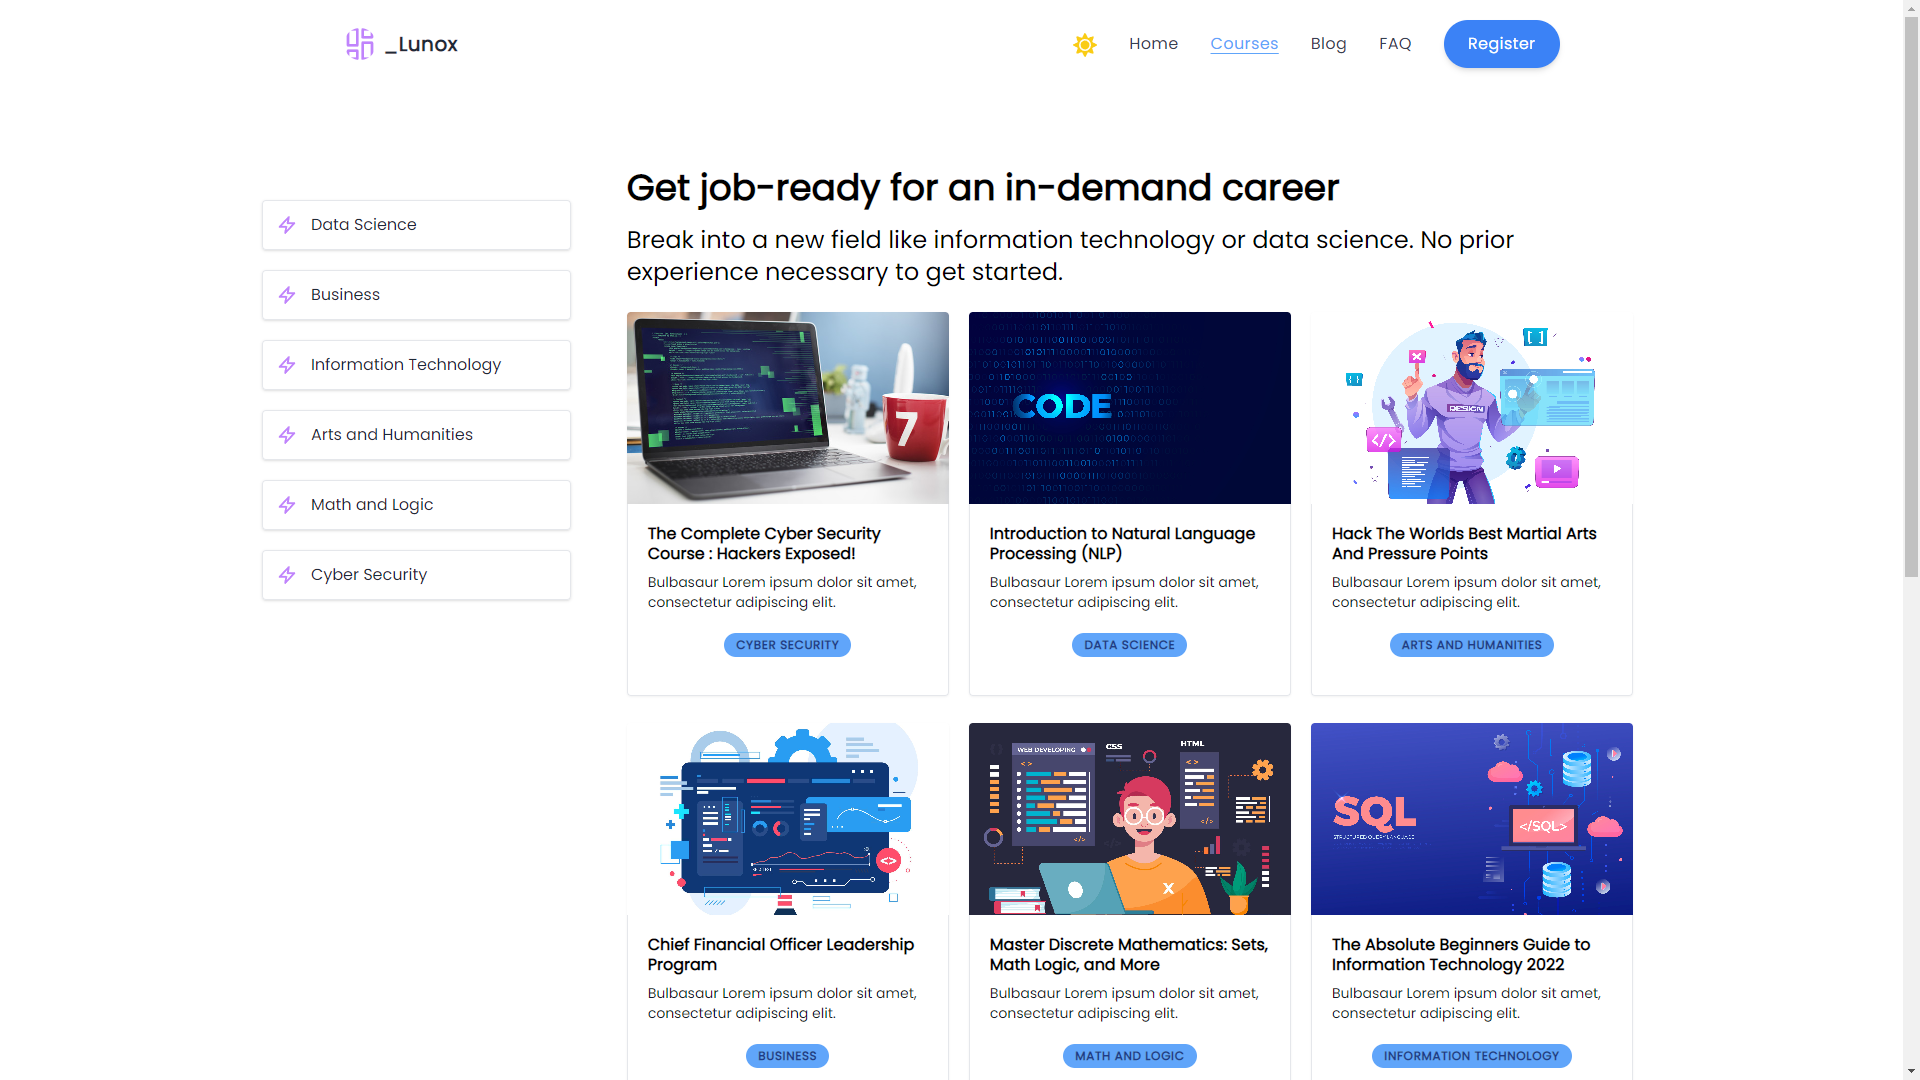 _Lunox
Home
Courses
Blog
FAQ
Register
Data Science
Business
Information Technology
Arts and Humanities
Math and Logic
Cyber Security
Get job-ready for an in-demand career
Break into a new field like information technology or data science. No prior
experience necessary to get started.
7
CODE
DESIGN
</>
The Complete Cyber Security
Course : Hackers Exposed!
Bulbasaur Lorem ipsum dolor sit amet,
consectetur adipiscing elit.
CYBER SECURITY
Introduction to Natural Language
Processing (NLP)
Bulbasaur Lorem ipsum dolor sit amet,
consectetur adipiscing elit.
DATA SCIENCE
Hack The Worlds Best Martial Arts
And Pressure Points
Bulbasaur Lorem ipsum dolor sit amet,
consectetur adipiscing elit.
ARTS AND HUMANITIES
<>
WEB DEVELOPING
CSS
HTML
SQL
STRUCTURED QUERY LANGUAGE
</SQL>
Chief Financial Officer Leadership
Program
Bulbasaur Lorem ipsum dolor sit amet,
consectetur adipiscing elit.
BUSINESS
Master Discrete Mathematics: Sets,
Math Logic, and More
Bulbasaur Lorem ipsum dolor sit amet,
consectetur adipiscing elit.
MATH AND LOGIC
The Absolute Beginners Guide to
Information Technology 2022
Bulbasaur Lorem ipsum dolor sit amet,
consectetur adipiscing elit.
INFORMATION TECHNOLOGY